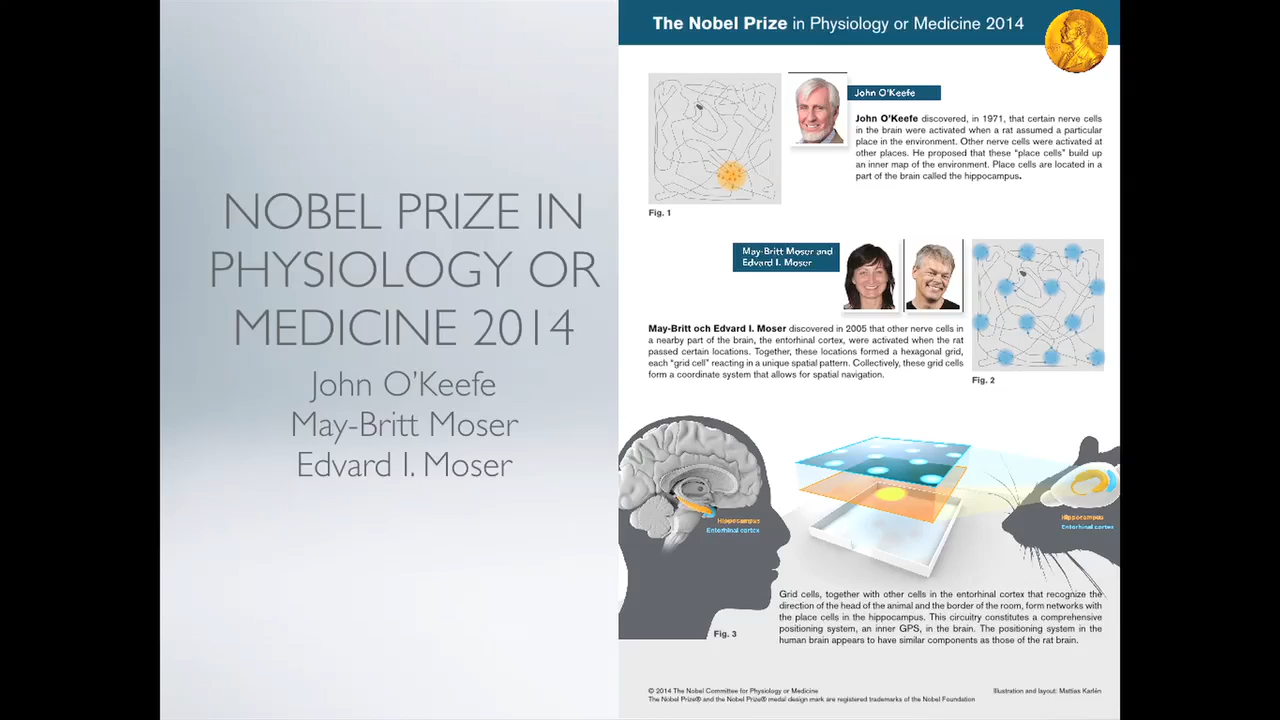 NOBEL PRIZE IN
PHYSIOLOGY OR
MEDICINE 2014
John O'Keefe
May-Britt Moser
Edvard I. Moser
The Nobel Prize in Physiology or Medicine 2014
John O'Keefe
John O'Keefe discovered, in 1971, that certain nerve cells
in the brain were activated when a rat assumed a particular
place in the environment. Other nerve cells were activated at
other places. He proposed that these “place cells” build up
an inner map of the environment. Place cells are located in a
part of the brain called the hippocampus.
Fig. 1
May-Britt Moser and
Edvard I. Moser
May-Britt och Edvard I. Moser discovered in 2005 that other nerve cells in
a nearby part of the brain, the entorhinal cortex, were activated when the rat
passed certain locations. Together, these locations formed a hexagonal grid,
each “grid cell” reacting in a unique spatial pattern. Collectively, these grid cells
form a coordinate system that allows for spatial navigation.
Fig. 2
Hippocampus
Entorhinal cortex
Hippocampus
Entorhinal cortex
Grid cells, together with other cells in the entorhinal cortex that recognize the
direction of the head of the animal and the border of the room, form networks with
the place cells in the hippocampus. This circuitry constitutes a comprehensive
positioning system, an inner GPS, in the brain. The positioning system in the
human brain appears to have similar components as those of the rat brain.
Fig. 3
© 2014 The Nobel Committee for Physiology or Medicine
The Nobel Prize® and the Nobel Prize® medal design mark are registered trademarks of the Nobel Foundation
Illustration and layout: Mattias Karlén